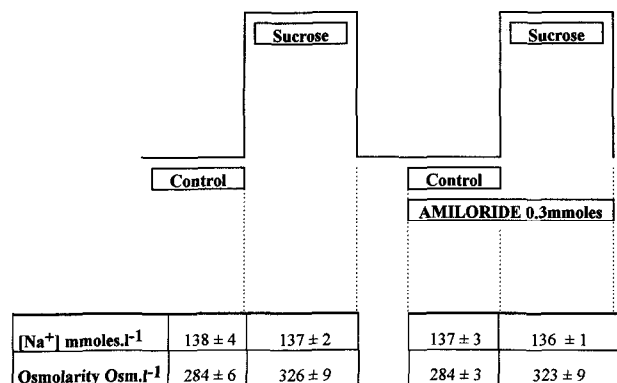 Sucrose Sucrose
Control Control
AMILORIDE 0.3mmoles
[Na⁺] mmoles.l⁻¹ 138 ± 4 137 ± 2 137 ± 3 136 ± 1
Osmolarity Osm.l⁻¹ 284 ± 6 326 ± 9 284 ± 3 323 ± 9